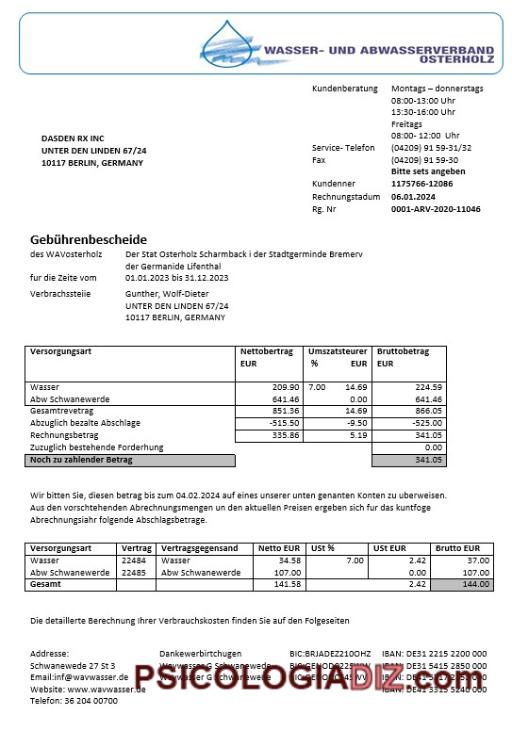 WASSER- UND ABWASSERVERBAND
OSTERHOLZ
Kundenberatung Montags – donnerstags
08:00-13:00 Uhr
13:30-16:00 Uhr
Freitags
08:00- 12:00 Uhr
Service- Telefon (04209) 91 59-31/32
Fax (04209) 91 59-30
Bitte sets angeben
Kundenner 1175766-12086
Rechnungstadum 06.01.2024
Rg. Nr 0001-ARV-2020-11046
DASDEN RX INC
UNTER DEN LINDEN 67/24
10117 BERLIN, GERMANY
Gebührenbescheide
des WAVosterholz Der Stat Osterholz Scharmback i der Stadtgerminde Bremerv
der Germanide Lifenthal
fur die Zeite vom 01.01.2023 bis 31.12.2023
Verbrachssteiie Gunther, Wolf-Dieter
UNTER DEN LINDEN 67/24
10117 BERLIN, GERMANY
Versorgungsart Nettobertrag Umszatsteurer Bruttobetrag
EUR % EUR EUR
Wasser 209.90 7.00 14.69 224.59
Abw Schanewerde 641.46 0.00 641.46
Gesamtrevetrag 851.36 14.69 866.05
Abzuglich bezalte Abschlage -515.50 -9.50 -525.00
Rechnungsbetrag 335.86 5.19 341.05
Zuzuglich bestehende Forderhung 0.00
Noch zu zahlender Betrag 341.05
Wir bitten Sie, diesen betrag bis zum 04.02.2024 auf eines unserer unten genanten Konten zu uberweisen.
Aus den vorschtehenden Abrechnungsmengen un den aktuellen Preisen ergeben sich fur das kuntfoge
Abrechnungsiahr folgende Abschlagsbetrage.
Versorgungsart Vertrag Vertragsgegensand Netto EUR USt % USt EUR Brutto EUR
Wasser 22484 Wasser 34.58 7.00 2.42 37.00
Abw Schanewerde 22485 Abw Schwanewerde 107.00 0.00 107.00
Gesamt 141.58 2.42 144.00
Die detaillerte Berechnung Ihrer Verbrauchskosten finden Sie auf den Folgeseiten
Addresse: Dankewerbirtchugen BIC:BRJADEZ210OHZ IBAN: DE31 2215 2200 000
Schwanewede 27 St 3 Wavwasser G Schwanewede IBAN: DE31 5415 2850 000
Email:inf@wavwasser.de
Website: www.wavwasser.de IBAN: DE41 3315 5240 000
Telefon: 36 204 00700
PSICOLOGIADIZ.com